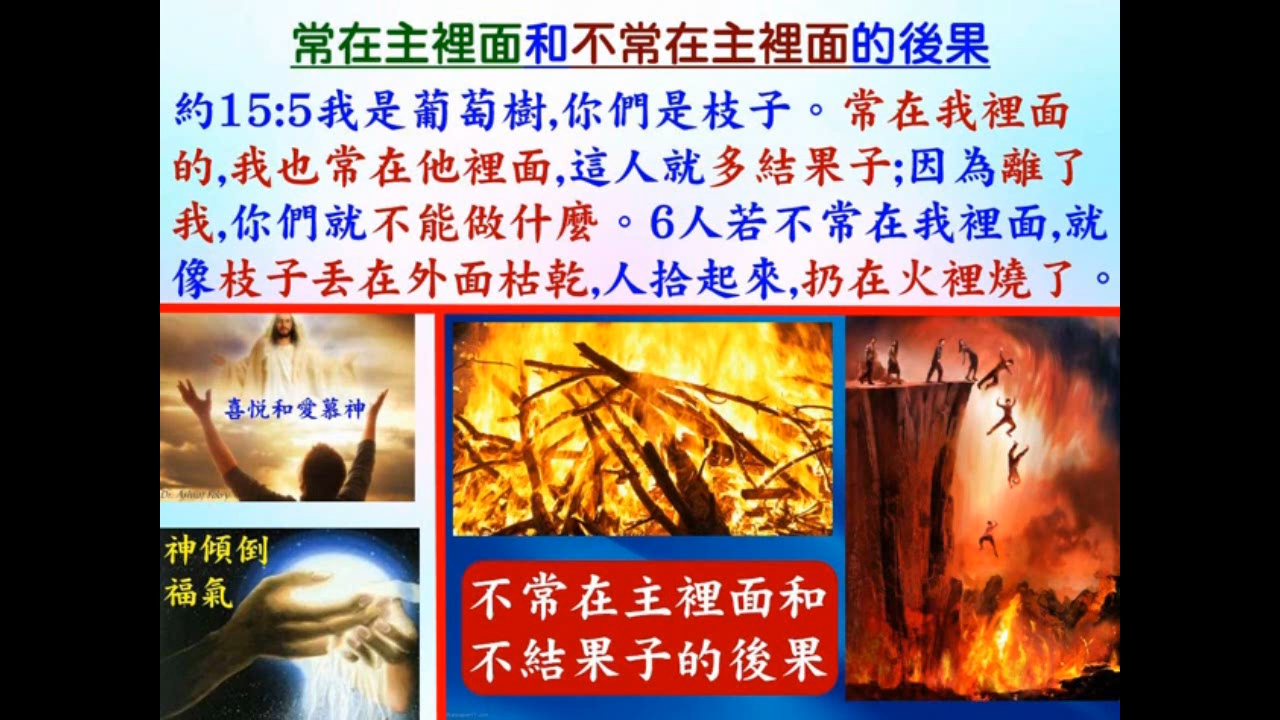 常在主裡面和不常在主裡面的後果
約15:5我是葡萄樹,你們是枝子。常在我裡面
的,我也常在他裡面,這人就多結果子;因為離了
我,你們就不能做什麼。6人若不常在我裡面,就
像枝子丟在外面枯乾,人拾起來,扔在火裡燒了。
喜悅和愛慕神
神傾倒
福氣
不常在主裡面和
不結果子的後果